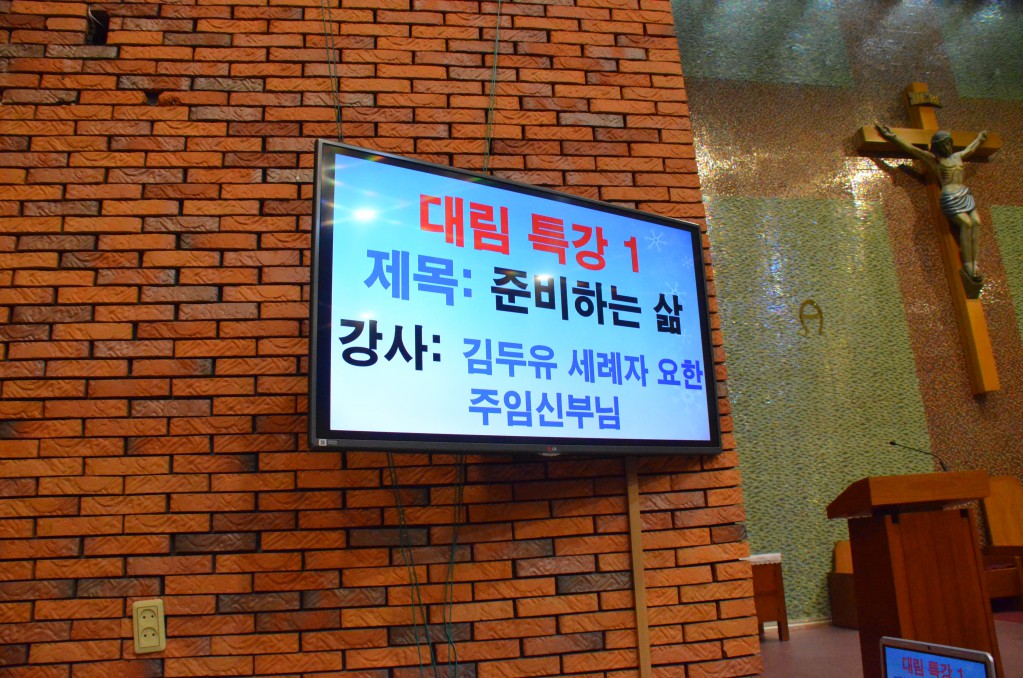 대림 특강 1
제목: 준비하는 삶
강사: 김두유 세례자 요한
주임신부님
대림 특강 1